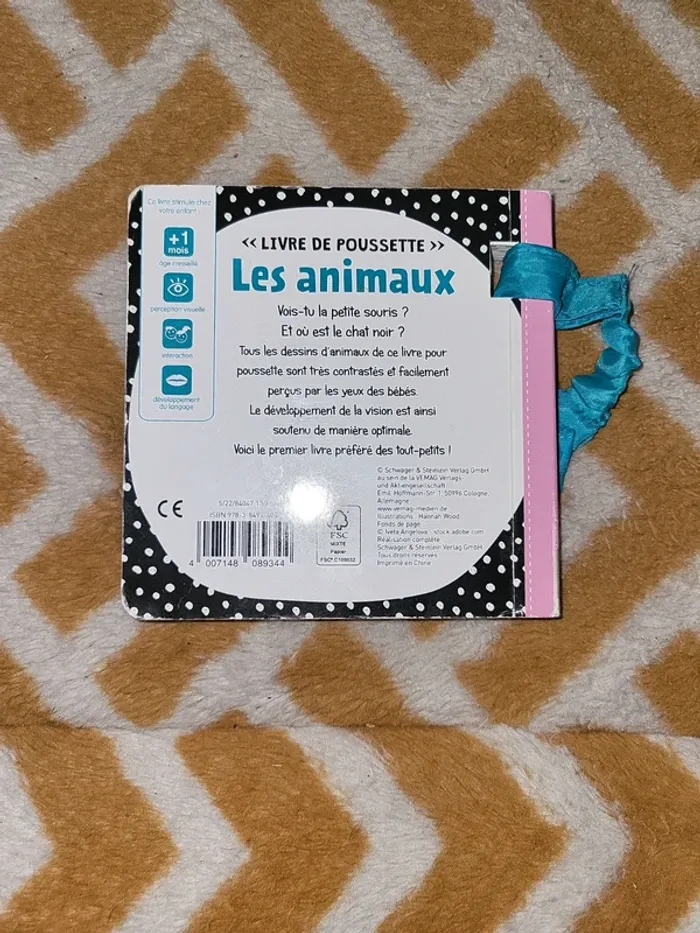 Ce livre stimule chez
votre enfant :
+1
mois
âge conseillé
perception visuelle
interaction
développement
du langage
<< LIVRE DE POUSSETTE >>
Les animaux
Vois-tu la petite souris ?
Et où est le chat noir ?
Tous les dessins d'animaux de ce livre pour
poussette sont très contrastés et facilement
perçus par les yeux des bébés.
Le développement de la vision est ainsi
soutenu de manière optimale.
Voici le premier livre préféré des tout-petits !
© Schwager & Steinlein Verlag GmbH
au sein de la VEMAG Verlags-
und Aktiengesellschaft
Emil-Hoffmann-Str. 1, 50996 Cologne,
Allemagne
www.vemag-medien.de
Illustrations : Hannah Wood
Fonds de page :
© Iveta Angelova - stock.adobe.com
Réalisation complète :
Schwager & Steinlein Verlag GmbH
Tous droits réservés
Imprimé en Chine
CE
ISBN 978-3-849
4 007148 089344
FSC
MIXTE
Papier
FSC® C109602